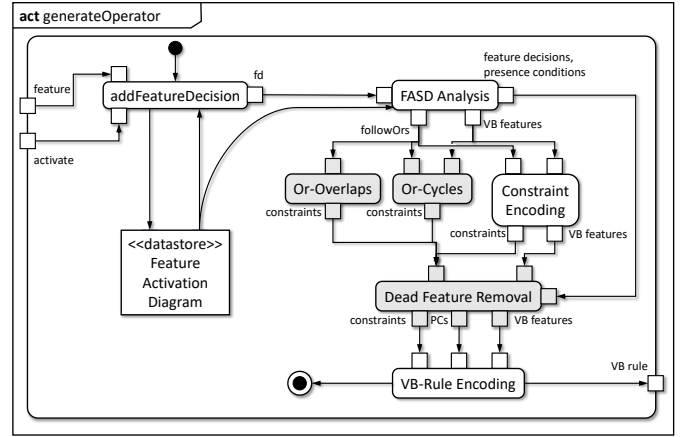 act generateOperator
feature decisions,
presence conditions
feature
fd
addFeatureDecision
FASD Analysis
activate
followOrs
VB features
Or-Overlaps
Or-Cycles
Constraint
Encoding
constraints
constraints
constraints
VB features
<<datastore>>
Feature
Activation
Diagram
Dead Feature Removal
constraints
PCs
VB features
VB rule
VB-Rule Encoding